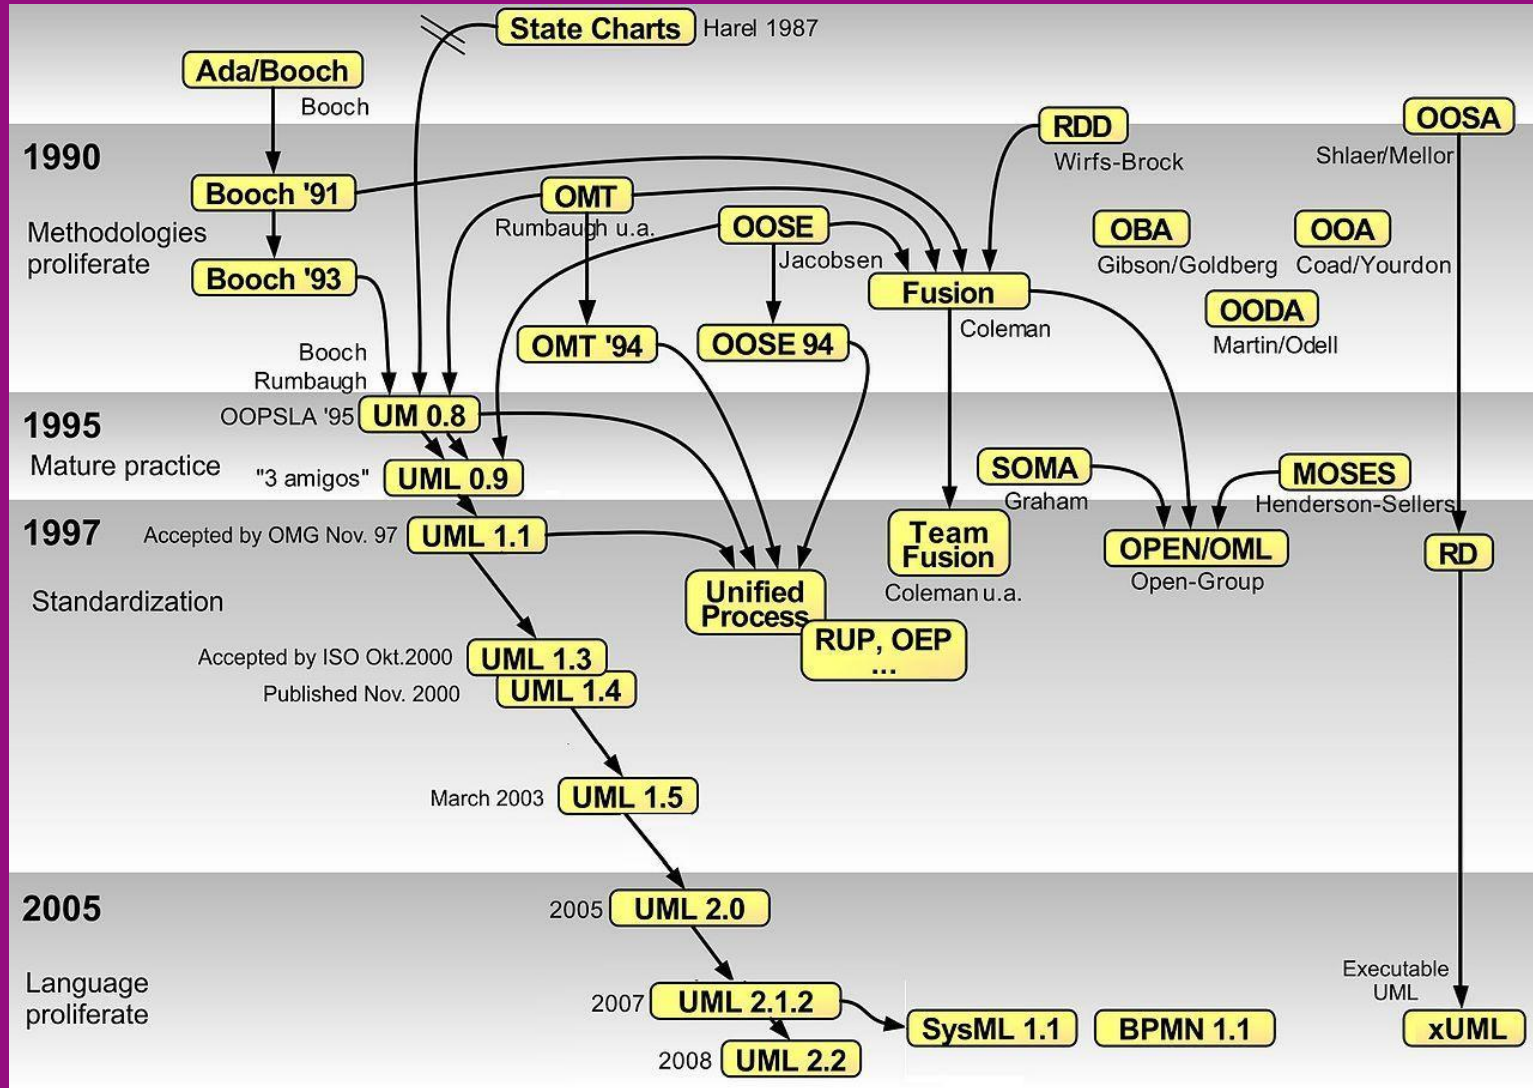 State Charts Harel 1987
Ada/Booch
Booch
RDD
Wirfs-Brock
OOSA
Shlaer/Mellor
1990
Methodologies
proliferate
Booch '91
OMT
Rumbaugh u.a.
OOSE
Jacobsen
OBA
Gibson/Goldberg
OOA
Coad/Yourdon
Booch '93
Fusion
Coleman
OODA
Martin/Odell
OMT '94
OOSE 94
Booch
Rumbaugh
OOPSLA '95
UM 0.8
1995
Mature practice
"3 amigos"
UML 0.9
SOMA
Graham
MOSES
Henderson-Sellers
1997
Standardization
Accepted by OMG Nov. 97
UML 1.1
Team
Fusion
Coleman u.a.
OPEN/OML
Open-Group
RD
Unified
Process
RUP, OEP
...
Accepted by ISO Okt.2000
UML 1.3
Published Nov. 2000
UML 1.4
March 2003
UML 1.5
2005
Language
proliferate
2005
UML 2.0
2007
UML 2.1.2
2008
UML 2.2
SysML 1.1
BPMN 1.1
Executable
UML
xUML